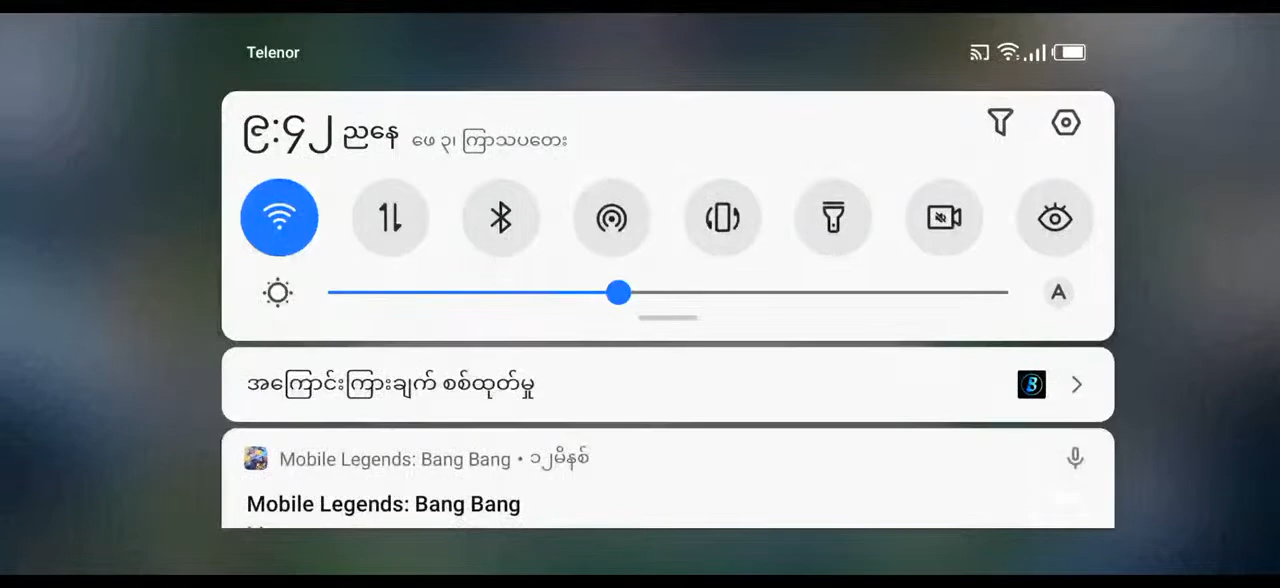 Telenor
၉:၄၂ ညနေ ဖေ ၃၊ ကြာသပတေး
A
အကြောင်းကြားချက် စစ်ထုတ်မှု
B
Mobile Legends: Bang Bang • ၁၂မိနစ်
Mobile Legends: Bang Bang